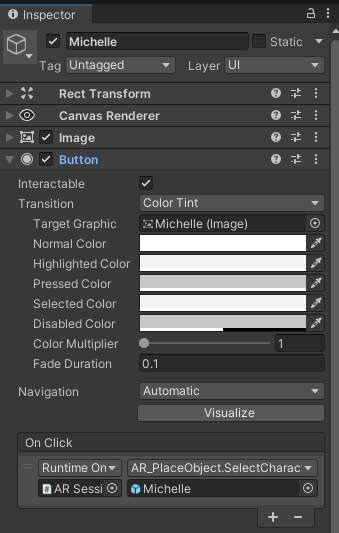 Inspector
Michelle
Static
Tag Untagged Layer UI
Rect Transform
Canvas Renderer
Image
Button
Interactable
Transition Color Tint
Target Graphic Michelle (Image)
Normal Color
Highlighted Color
Pressed Color
Selected Color
Disabled Color
Color Multiplier 1
Fade Duration 0.1
Navigation Automatic
Visualize
On Click
Runtime On AR_PlaceObject.SelectCharac
AR Sessi Michelle